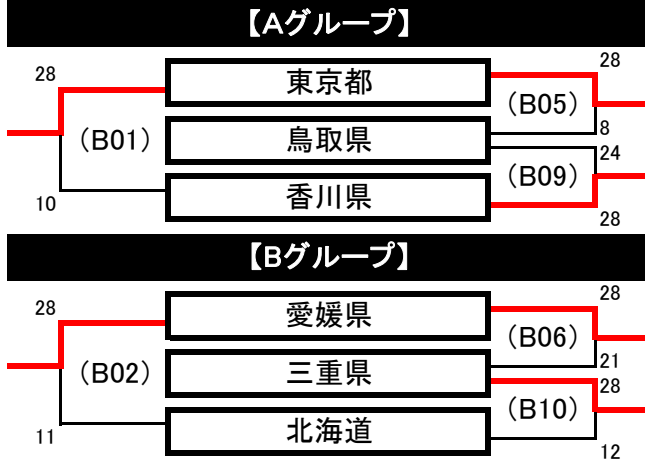 【Aグループ】
28 東京都 28
(B01) (B05)
鳥取県 8
24
(B09)
10 香川県 28
【Bグループ】
28 愛媛県 28
(B06)
(B02) 三重県 21
28
(B10)
11 北海道 12